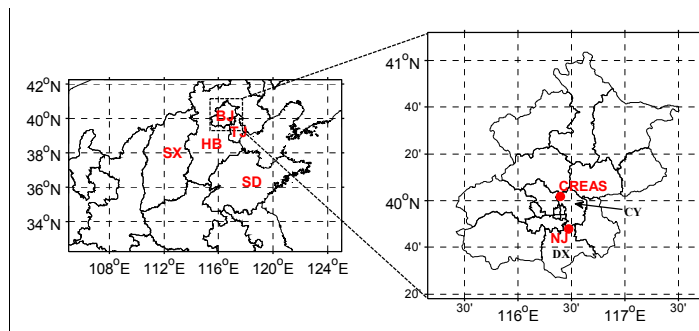 42°N
40°N
38°N
36°N
34°N
108°E 112°E 116°E 120°E 124°E
BJ
TJ
HB
SX
SD
41°N
40'
20'
40°N
40'
20'
30' 116°E 30' 117°E 30'
CREAS
CY
NJ
DX